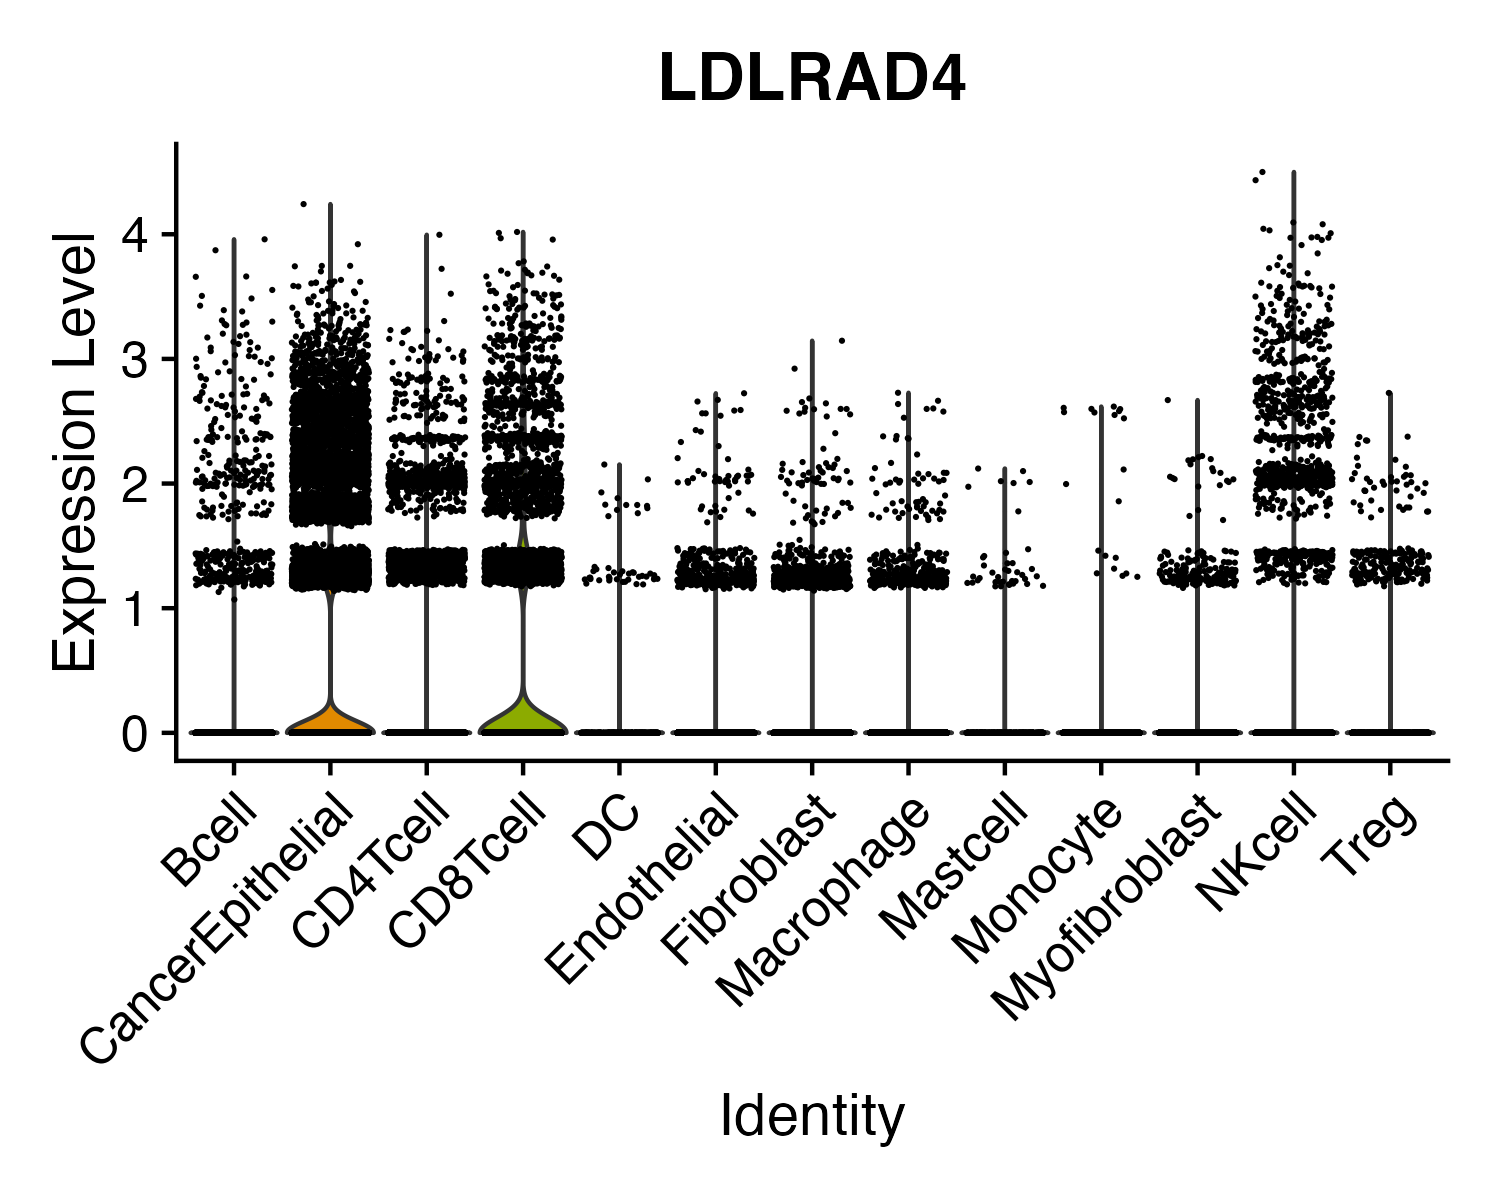 LDLRAD4
Expression Level
4
3
2
1
0
Bcell
CancerEpithelial
CD4Tcell
CD8Tcell
DC
Endothelial
Fibroblast
Macrophage
Mastcell
Monocyte
Myofibroblast
NKcell
Treg
Identity